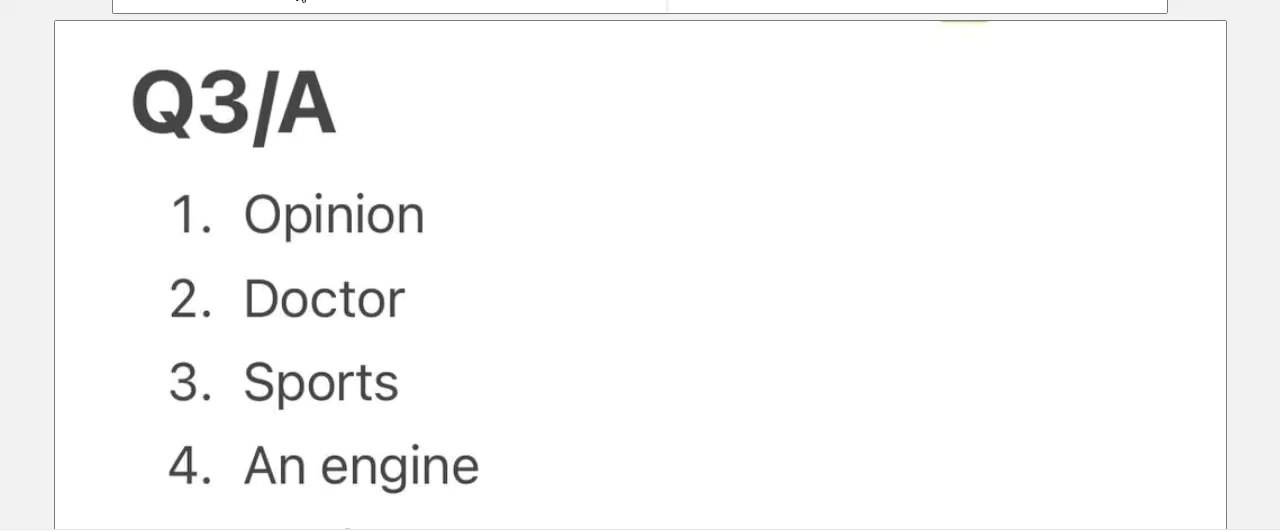 Q3/A
1. Opinion
2. Doctor
3. Sports
4. An engine